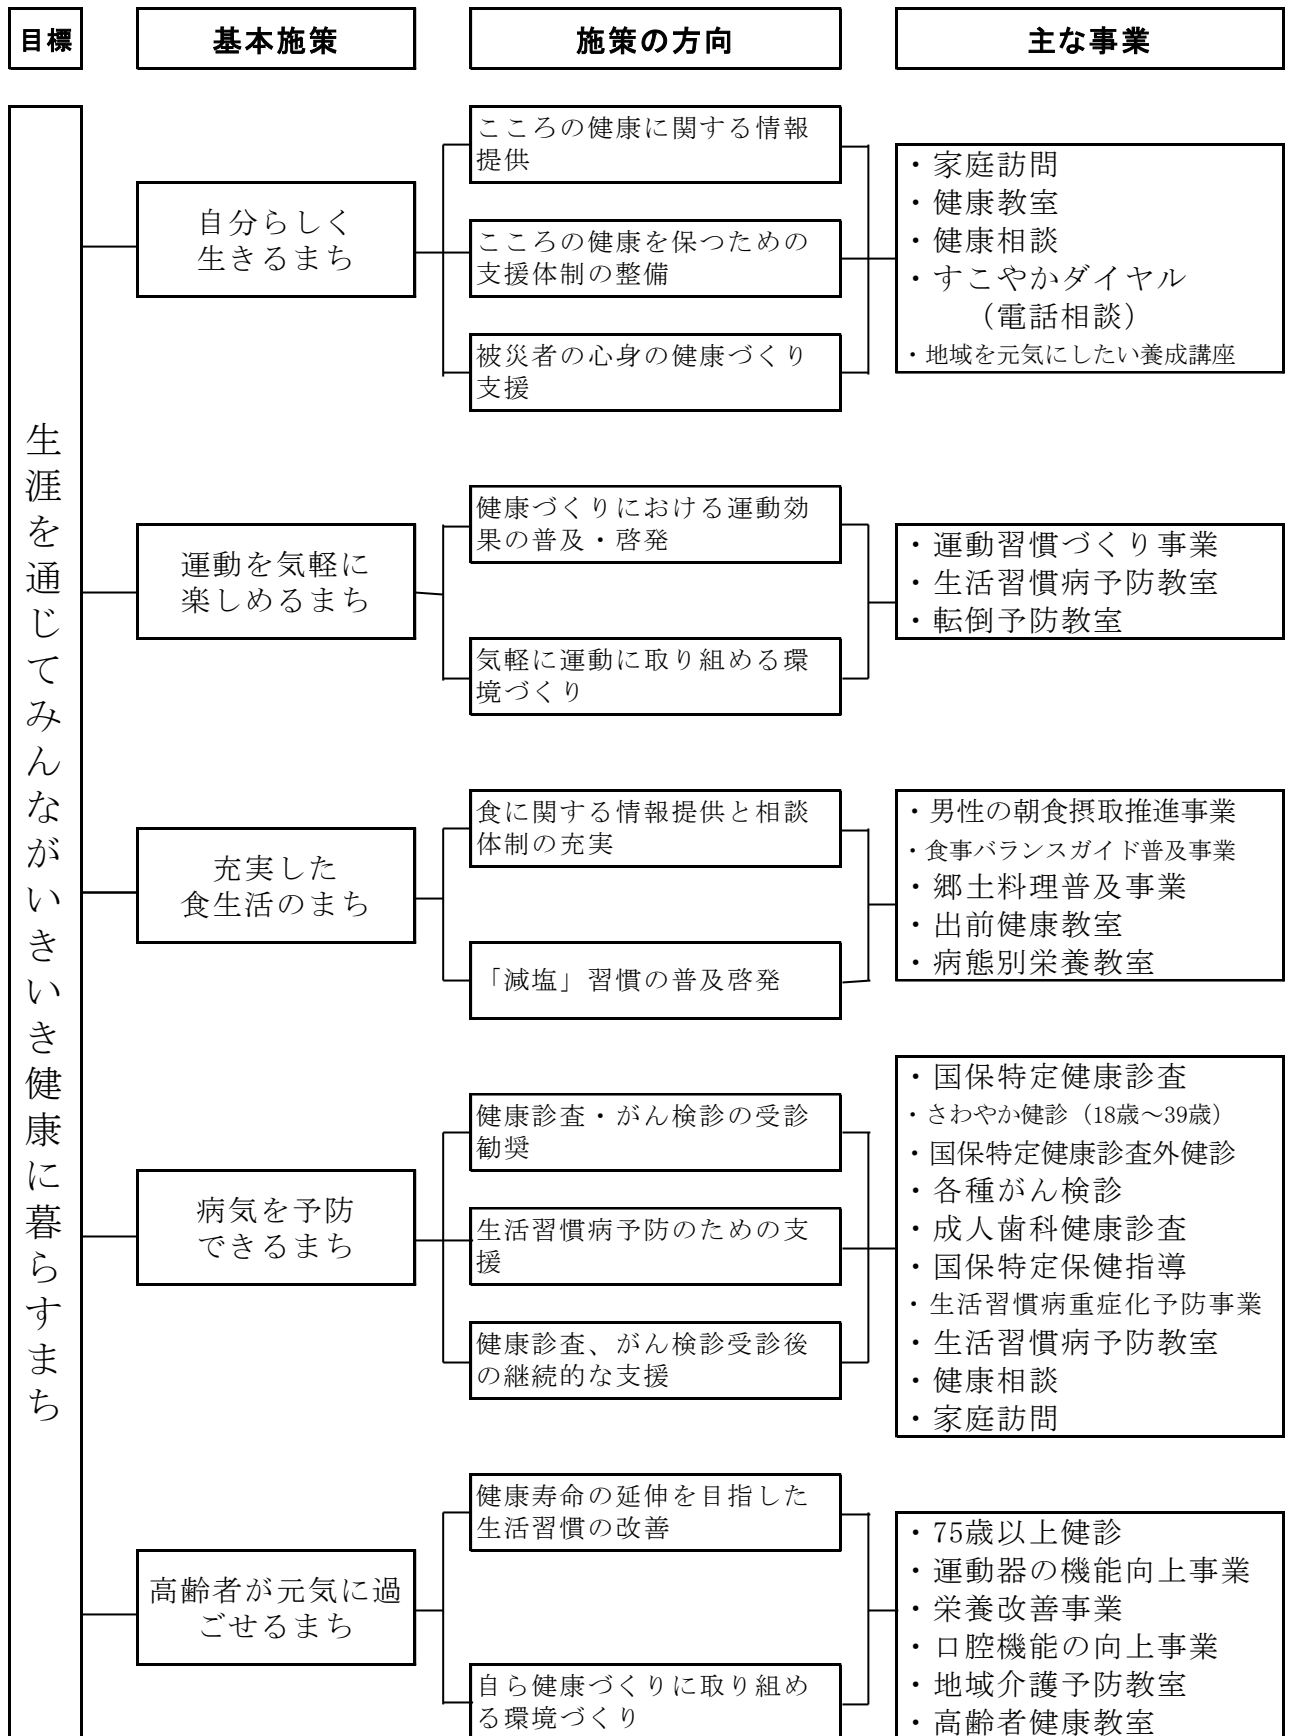 目標
基本施策
施策の方向
主な事業
生涯を通じてみんながいきいき健康に暮らすまち
自分らしく
生きるまち
こころの健康に関する情報
提供
こころの健康を保つための
支援体制の整備
被災者の心身の健康づくり
支援
・家庭訪問
・健康教室
・健康相談
・すこやかダイヤル
（電話相談）
・地域を元気にしたい養成講座
運動を気軽に
楽しめるまち
健康づくりにおける運動効
果の普及・啓発
気軽に運動に取り組める環
境づくり
・運動習慣づくり事業
・生活習慣病予防教室
・転倒予防教室
充実した
食生活のまち
食に関する情報提供と相談
体制の充実
「減塩」習慣の普及啓発
・男性の朝食摂取推進事業
・食事バランスガイド普及事業
・郷土料理普及事業
・出前健康教室
・病態別栄養教室
病気を予防
できるまち
健康診査・がん検診の受診
勧奨
生活習慣病予防のための支
援
健康診査、がん検診受診後
の継続的な支援
・国保特定健康診査
・さわやか健診（18歳～39歳）
・国保特定健康診査外健診
・各種がん検診
・成人歯科健康診査
・国保特定保健指導
・生活習慣病重症化予防事業
・生活習慣病予防教室
・健康相談
・家庭訪問
高齢者が元気に過
ごせるまち
健康寿命の延伸を目指した
生活習慣の改善
自ら健康づくりに取り組め
る環境づくり
・75歳以上健診
・運動器の機能向上事業
・栄養改善事業
・口腔機能の向上事業
・地域介護予防教室
・高齢者健康教室